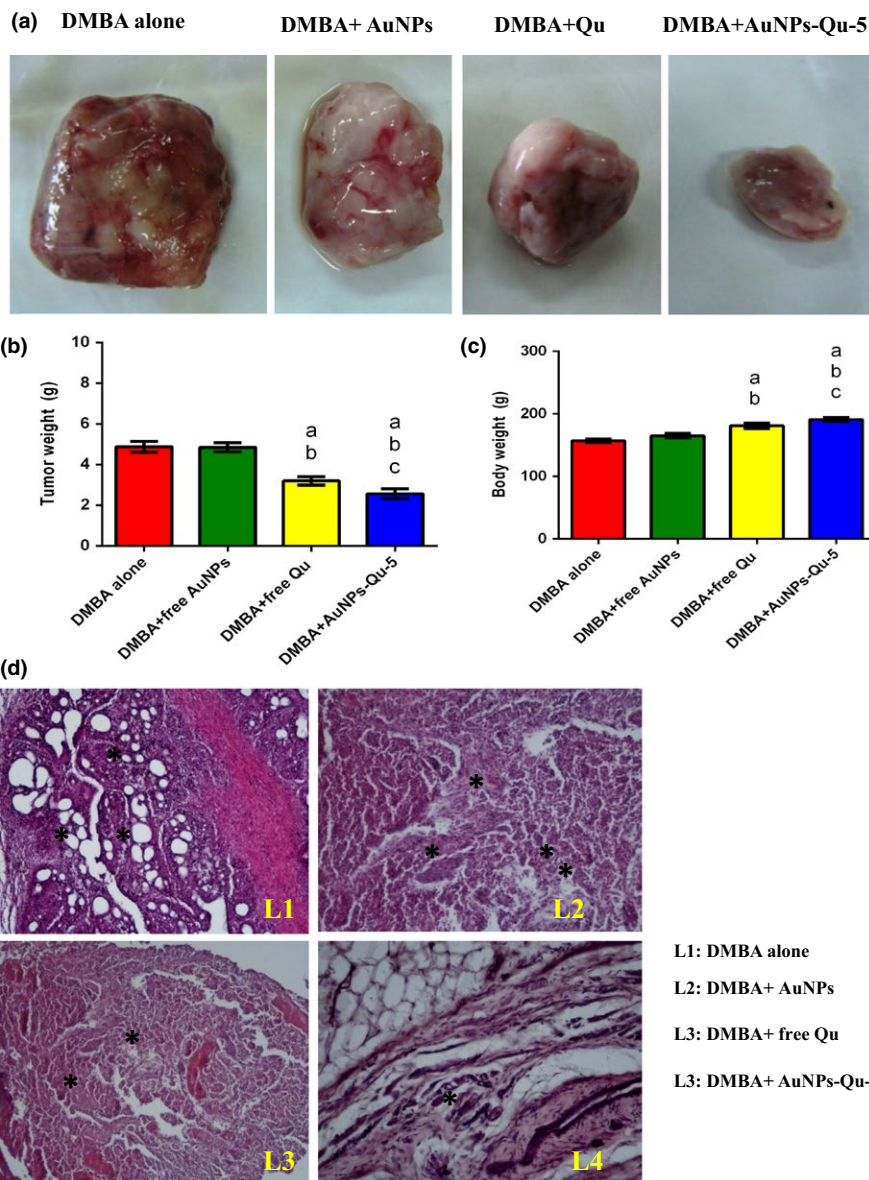 (a) DMBA alone DMBA+ AuNPs DMBA+Qu DMBA+AuNPs-Qu-5
(b)
10
8
6
4
2
0
Tumor weight (g)
a
b
a
b
c
DMBA alone
DMBA+free AuNPs
DMBA+free Qu
DMBA+AuNPs-Qu-5
(c)
300
200
100
0
Body weight (g)
a
b
a
b
c
DMBA alone
DMBA+free AuNPs
DMBA+free Qu
DMBA+AuNPs-Qu-5
(d)
* * *
L1
* * * *
L2
* *
L3
*
L4
L1: DMBA alone
L2: DMBA+ AuNPs
L3: DMBA+ free Qu
L3: DMBA+ AuNPs-Qu-